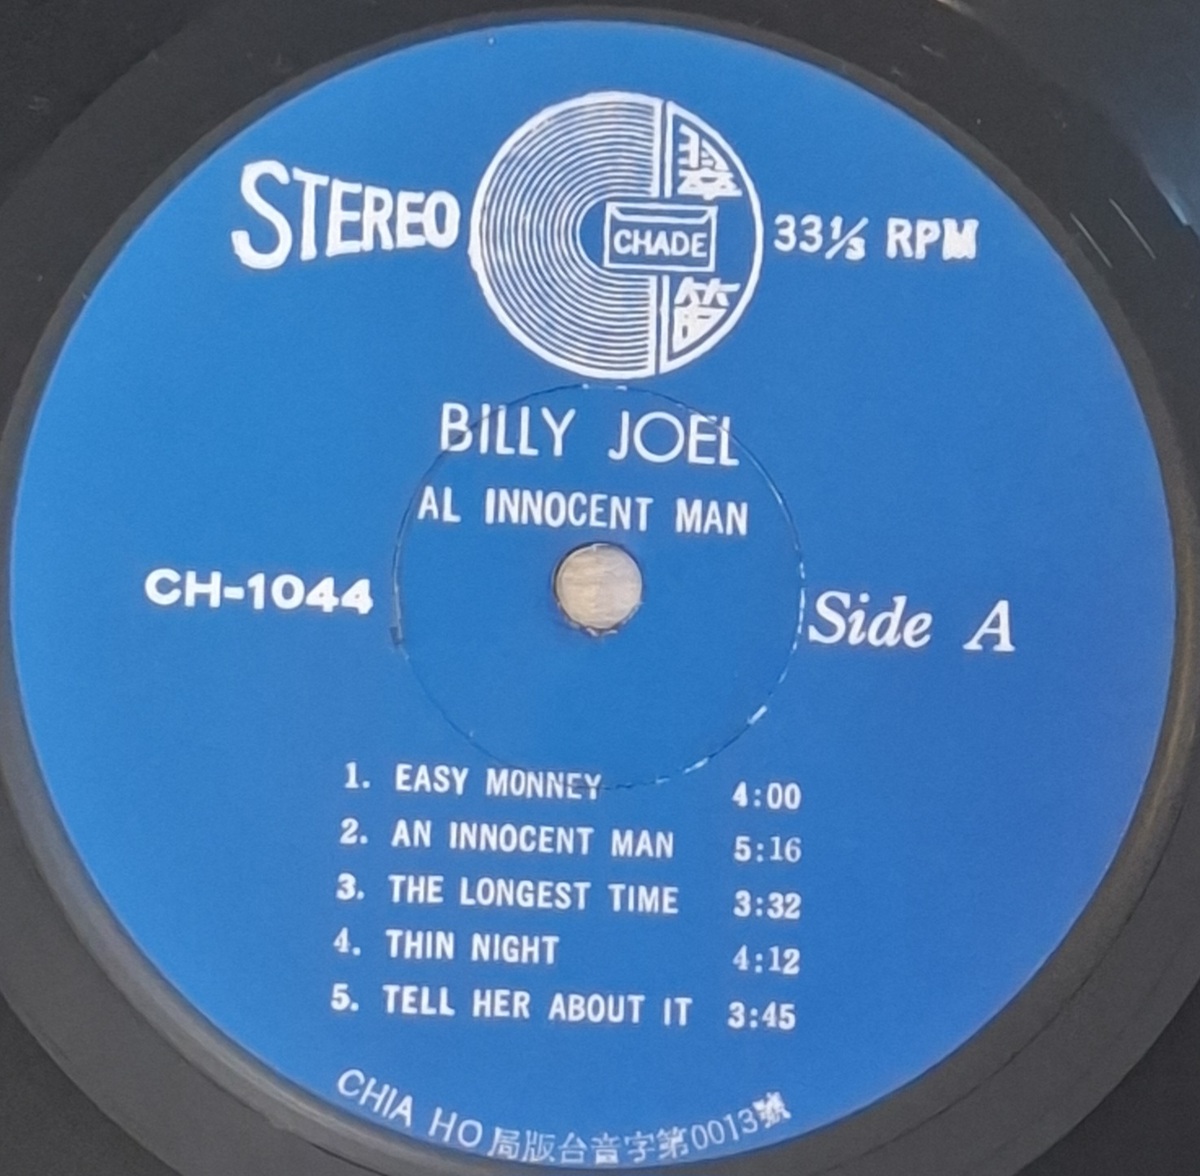 STEREO
CHADE
33⅓ RPM
BILLY JOEL
AL INNOCENT MAN
CH-1044
Side A
1. EASY MONNEY 4:00
2. AN INNOCENT MAN 5:16
3. THE LONGEST TIME 3:32
4. THIN NIGHT 4:12
5. TELL HER ABOUT IT 3:45
CHIA HO 局版台音字第0013號